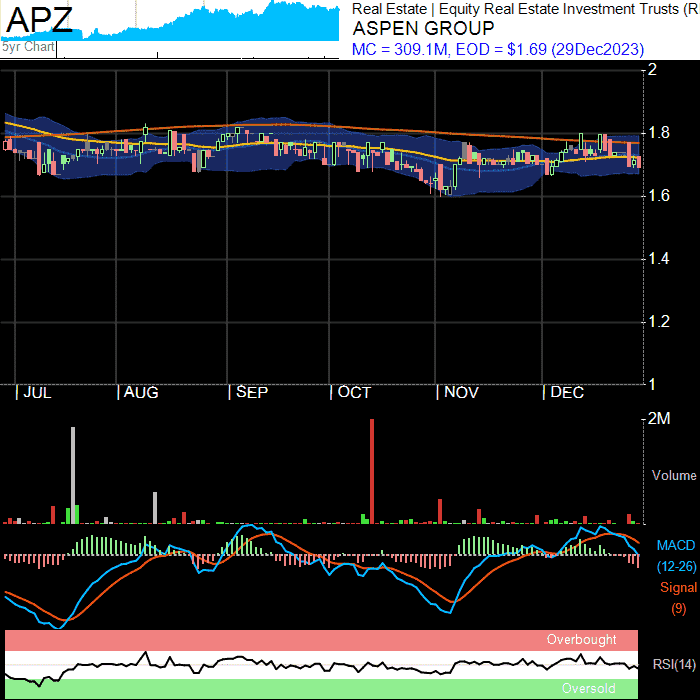 APZ
5yr Chart
Real Estate | Equity Real Estate Investment Trusts (R
ASPEN GROUP
MC = 309.1M, EOD = $1.69 (29Dec2023)
2
1.8
1.6
1.4
1.2
1
| JUL | AUG | SEP | OCT | NOV | DEC
2M
Volume
MACD
(12-26)
Signal
(9)
Overbought
RSI(14)
Oversold